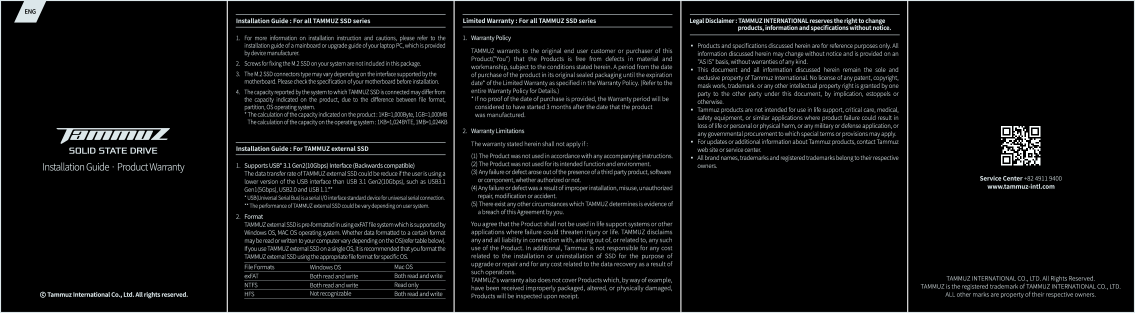 ENG
TAMMUZ
SOLID STATE DRIVE
Installation Guide · Product Warranty
© Tammuz International Co., Ltd. All rights reserved.
Installation Guide : For all TAMMUZ SSD series
1. For more information on installation instruction and cautions, please refer to the
installation guide of a mainboard or upgrade guide of your laptop PC, which is provided
by device manufacturer.
2. Screws for fixing the M.2 SSD on your system are not included in this package.
3. The M.2 SSD connectors type may vary depending on the interface supported by the
motherboard. Please check the specification of your motherboard before installation.
4. The capacity reported by the system to which TAMMUZ SSD is connected may differ from
the capacity indicated on the product, due to the difference between file format,
partition, OS operating system.
* The calculation of the capacity indicated on the product : 1KB=1,000Byte, 1GB=1,000MB
The calculation of the capacity on the operating system : 1KB=1,024BYTE, 1MB=1,024KB
Installation Guide : For TAMMUZ external SSD
1. Supports USB* 3.1 Gen2(10Gbps) Interface (Backwards compatible)
The data transfer rate of TAMMUZ external SSD could be reduce if the user is using a
lower version of the USB interface than USB 3.1 Gen2(10Gbps), such as USB3.1
Gen1(5Gbps), USB2.0 and USB 1.1**
* USB(Universal Serial Bus) is a serial I/O interface standard device for universal serial connection.
** The performance of TAMMUZ external SSD could be vary depending on user system.
2. Format
TAMMUZ external SSD is pre-formatted in using exFAT file system which is supported by
Windows OS, MAC OS operating system. Whether data formatted to a certain format
may be read or written to your computer vary depending on the OS(refer table below).
If you use TAMMUZ external SSD on a single OS, it is recommended that you format the
TAMMUZ external SSD using the appropriate file format for specific OS.
File Formats Windows OS Mac OS
exFAT Both read and write Both read and write
NTFS Both read and write Read only
HFS Not recognizable Both read and write
Limited Warranty : For all TAMMUZ SSD series
1. Warranty Policy
TAMMUZ warrants to the original end user customer or purchaser of this
Product("You") that the Products is free from defects in material and
workmanship, subject to the conditions stated herein. A period from the date
of purchase of the product in its original sealed packaging until the expiration
date* of the Limited Warranty as specified in the Warranty Policy. (Refer to the
entire Warranty Policy for Details.)
* If no proof of the date of purchase is provided, the Warranty period will be
considered to have started 3 months after the date that the product
was manufactured.
2. Warranty Limitations
The warranty stated herein shall not apply if :
(1) The Product was not used in accordance with any accompanying instructions.
(2) The Product was not used for its intended function and environment.
(3) Any failure or defect arose out of the presence of a third party product, software
or component, whether authorized or not.
(4) Any failure or defect was a result of improper installation, misuse, unauthorized
repair, modification or accident.
(5) There exist any other circumstances which TAMMUZ determines is evidence of
a breach of this Agreement by you.
You agree that the Product shall not be used in life support systems or other
applications where failure could threaten injury or life. TAMMUZ disclaims
any and all liability in connection with, arising out of, or related to, any such
use of the Product. In additional, Tammuz is not responsible for any cost
related to the installation or uninstallation of SSD for the purpose of
upgrade or repair and for any cost related to the data recovery as a result of
such operations.
TAMMUZ's warranty also does not cover Products which, by way of example,
have been received improperly packaged, altered, or physically damaged,
Products will be inspected upon receipt.
Legal Disclaimer : TAMMUZ INTERNATIONAL reserves the right to change
products, information and specifications without notice.
• Products and specifications discussed herein are for reference purposes only. All
information discussed herein may change without notice and is provided on an
"AS IS" basis, without warranties of any kind.
• This document and all information discussed herein remain the sole and
exclusive property of Tammuz International. No license of any patent, copyright,
mask work, tradmark, or any other intellectual property right is granted by one
party to the other party under this document, by implication, estoppels or
otherwise.
• Tammuz products are not intended for use in life support, critical care, medical,
safety equipment, or similar applications where product failure could result in
loss of life or personal or physical harm, or any military or defense application, or
any governmental procurement to which special terms or provisions may apply.
• For updates or additional information about Tammuz products, contact Tammuz
web site or service center.
• All brand names, trademarks and registered trademarks belong to their respective
owners.
Service Center +82 4911 9400
www.tammuz-intl.com
TAMMUZ INTERNATIONAL CO., LTD. All Rights Reserved.
TAMMUZ is the registered trademark of TAMMUZ INTERNATIONAL CO., LTD.
ALL other marks are property of their respective owners.